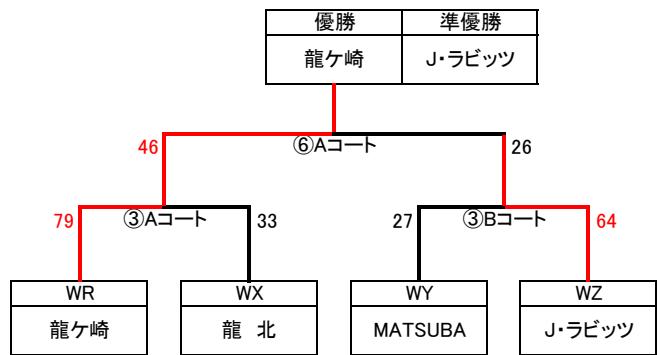 優勝 準優勝
龍ケ崎 J・ラビッツ
46 ⑥Aコート 26
79 ③Aコート 33 27 ③Bコート 64
WR WX WY WZ
龍ケ崎 龍 北 MATSUBA J・ラビッツ